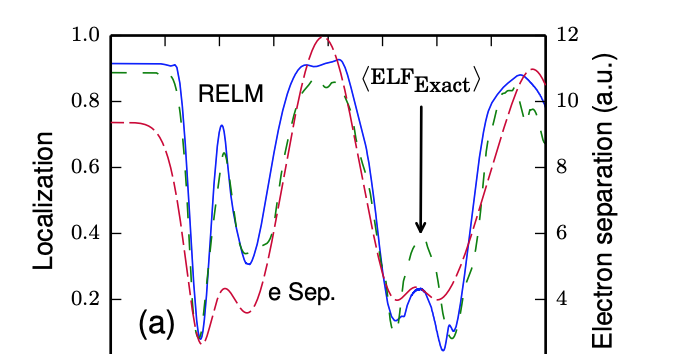 1.0
12
RELM
⟨ELF_Exact⟩
0.8
10
Localization
0.6
8
Electron separation (a.u.)
0.4
6
e Sep.
0.2
4
(a)